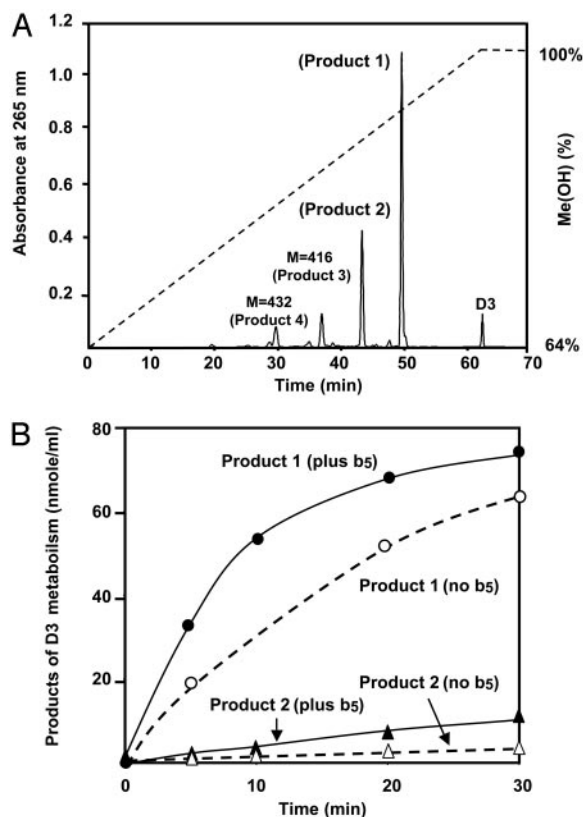 A
1.2
1.0
0.8
0.6
0.4
0.2
Absorbance at 265 nm
(Product 1)
(Product 2)
M=416
(Product 3)
M=432
(Product 4)
D3
100%
Me(OH) (%)
64%
0 10 20 30 40 50 60 70
Time (min)
B
80
60
40
20
0
Products of D3 metaboilsm (nmole/ml)
Product 1 (plus b5)
Product 1 (no b5)
Product 2 (no b5)
Product 2 (plus b5)
0 10 20 30
Time (min)